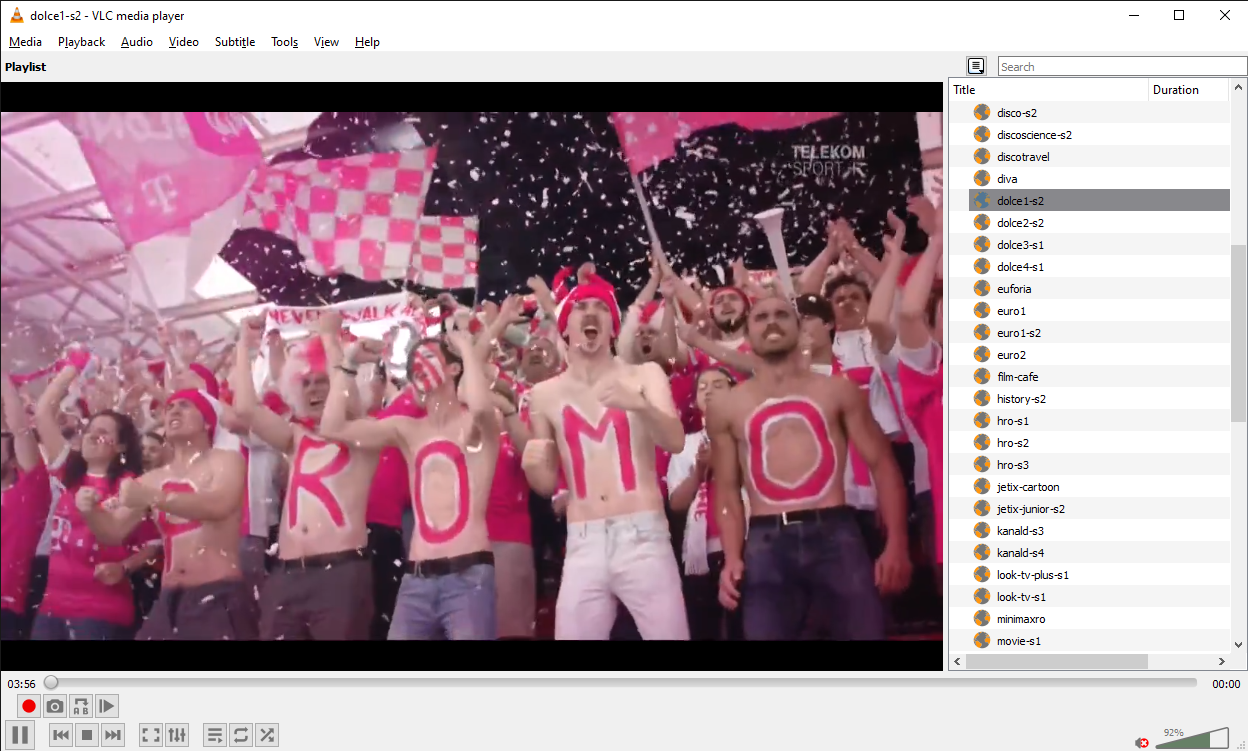 dolce1-s2 - VLC media player
Media Playback Audio Video Subtitle Tools View Help
Playlist
Search
Title Duration
disco-s2
discoscience-s2
discotravel
diva
dolce1-s2
dolce2-s2
dolce3-s1
dolce4-s1
euforia
euro1
euro1-s2
euro2
film-cafe
history-s2
hro-s1
hro-s2
hro-s3
jetix-cartoon
jetix-junior-s2
kanald-s3
kanald-s4
look-tv-plus-s1
look-tv-s1
minimaxro
movie-s1
TELEKOM
SPORT
T
NEVER WALK
P R O M O
03:56 00:00
A B
92%